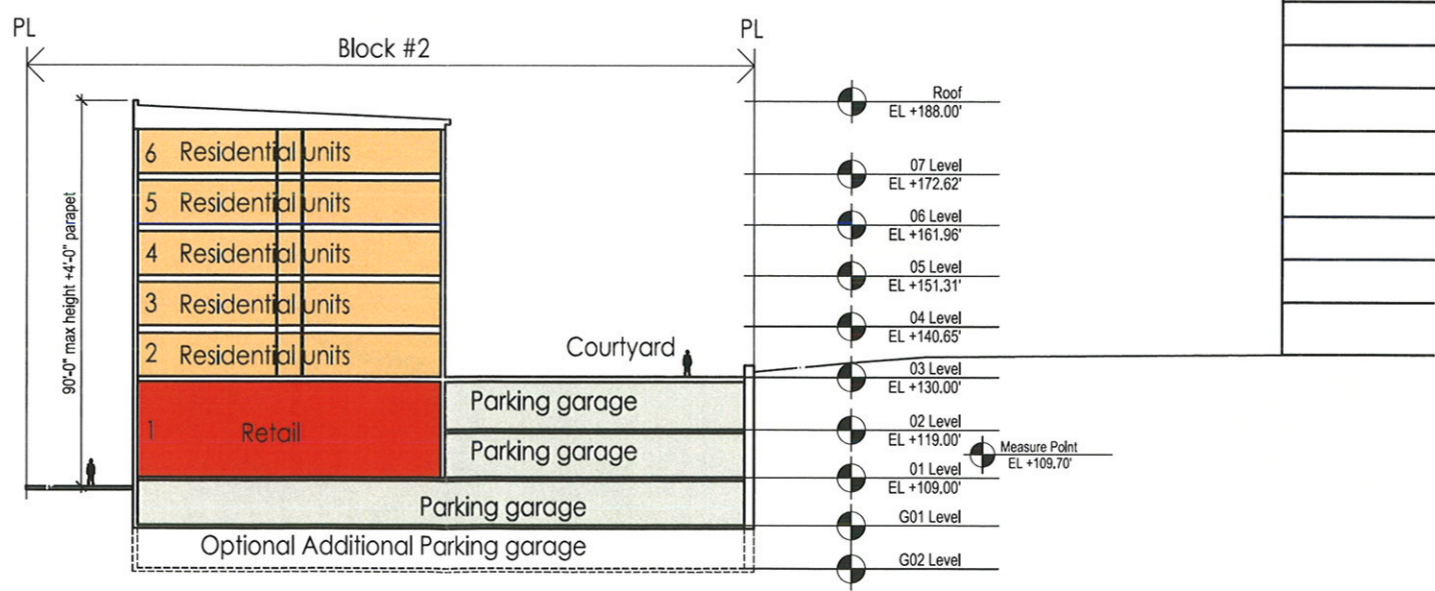 PL
PL
Block #2
90'-0" max height +4'-0" parapet
6 Residential units
5 Residential units
4 Residential units
3 Residential units
2 Residential units
1 Retail
Courtyard
Parking garage
Parking garage
Parking garage
Optional Additional Parking garage
Roof
EL +188.00'
07 Level
EL +172.62'
06 Level
EL +161.96'
05 Level
EL +151.31'
04 Level
EL +140.65'
03 Level
EL +130.00'
02 Level
EL +119.00'
Measure Point
EL +109.70'
01 Level
EL +109.00'
G01 Level
G02 Level